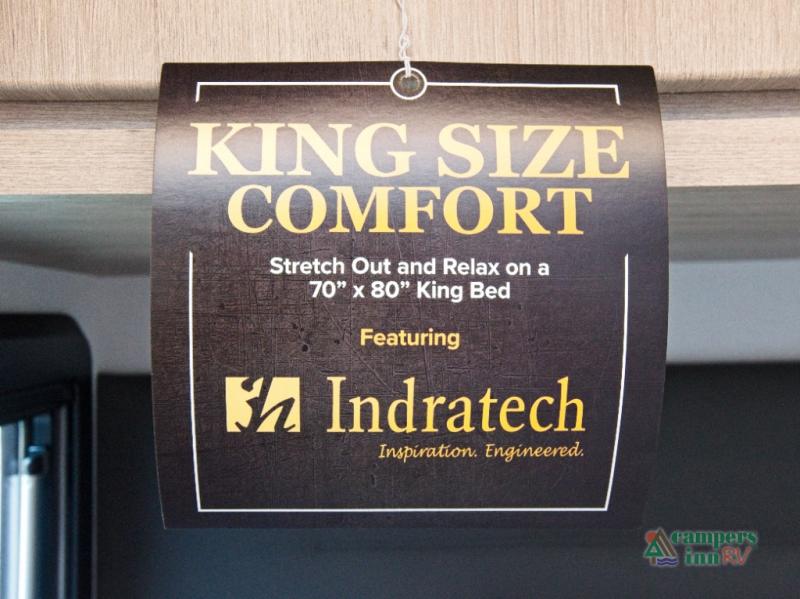 KING SIZE
COMFORT
Stretch Out and Relax on a
70” x 80” King Bed
Featuring
Indratech
Inspiration. Engineered.
campers
inn RV